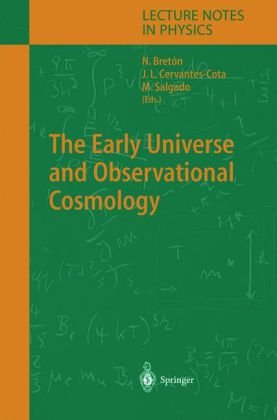 LECTURE NOTES
IN PHYSICS
N. Bretón
J. L. Cervantes-Cota
M. Salgado
(Eds.)
The Early Universe
and Observational
Cosmology
Springer